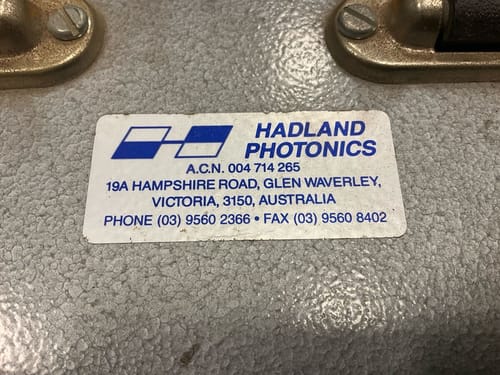 HADLAND
PHOTONICS
A.C.N. 004 714 265
19A HAMPSHIRE ROAD, GLEN WAVERLEY,
VICTORIA, 3150, AUSTRALIA
PHONE (03) 9560 2366 • FAX (03) 9560 8402